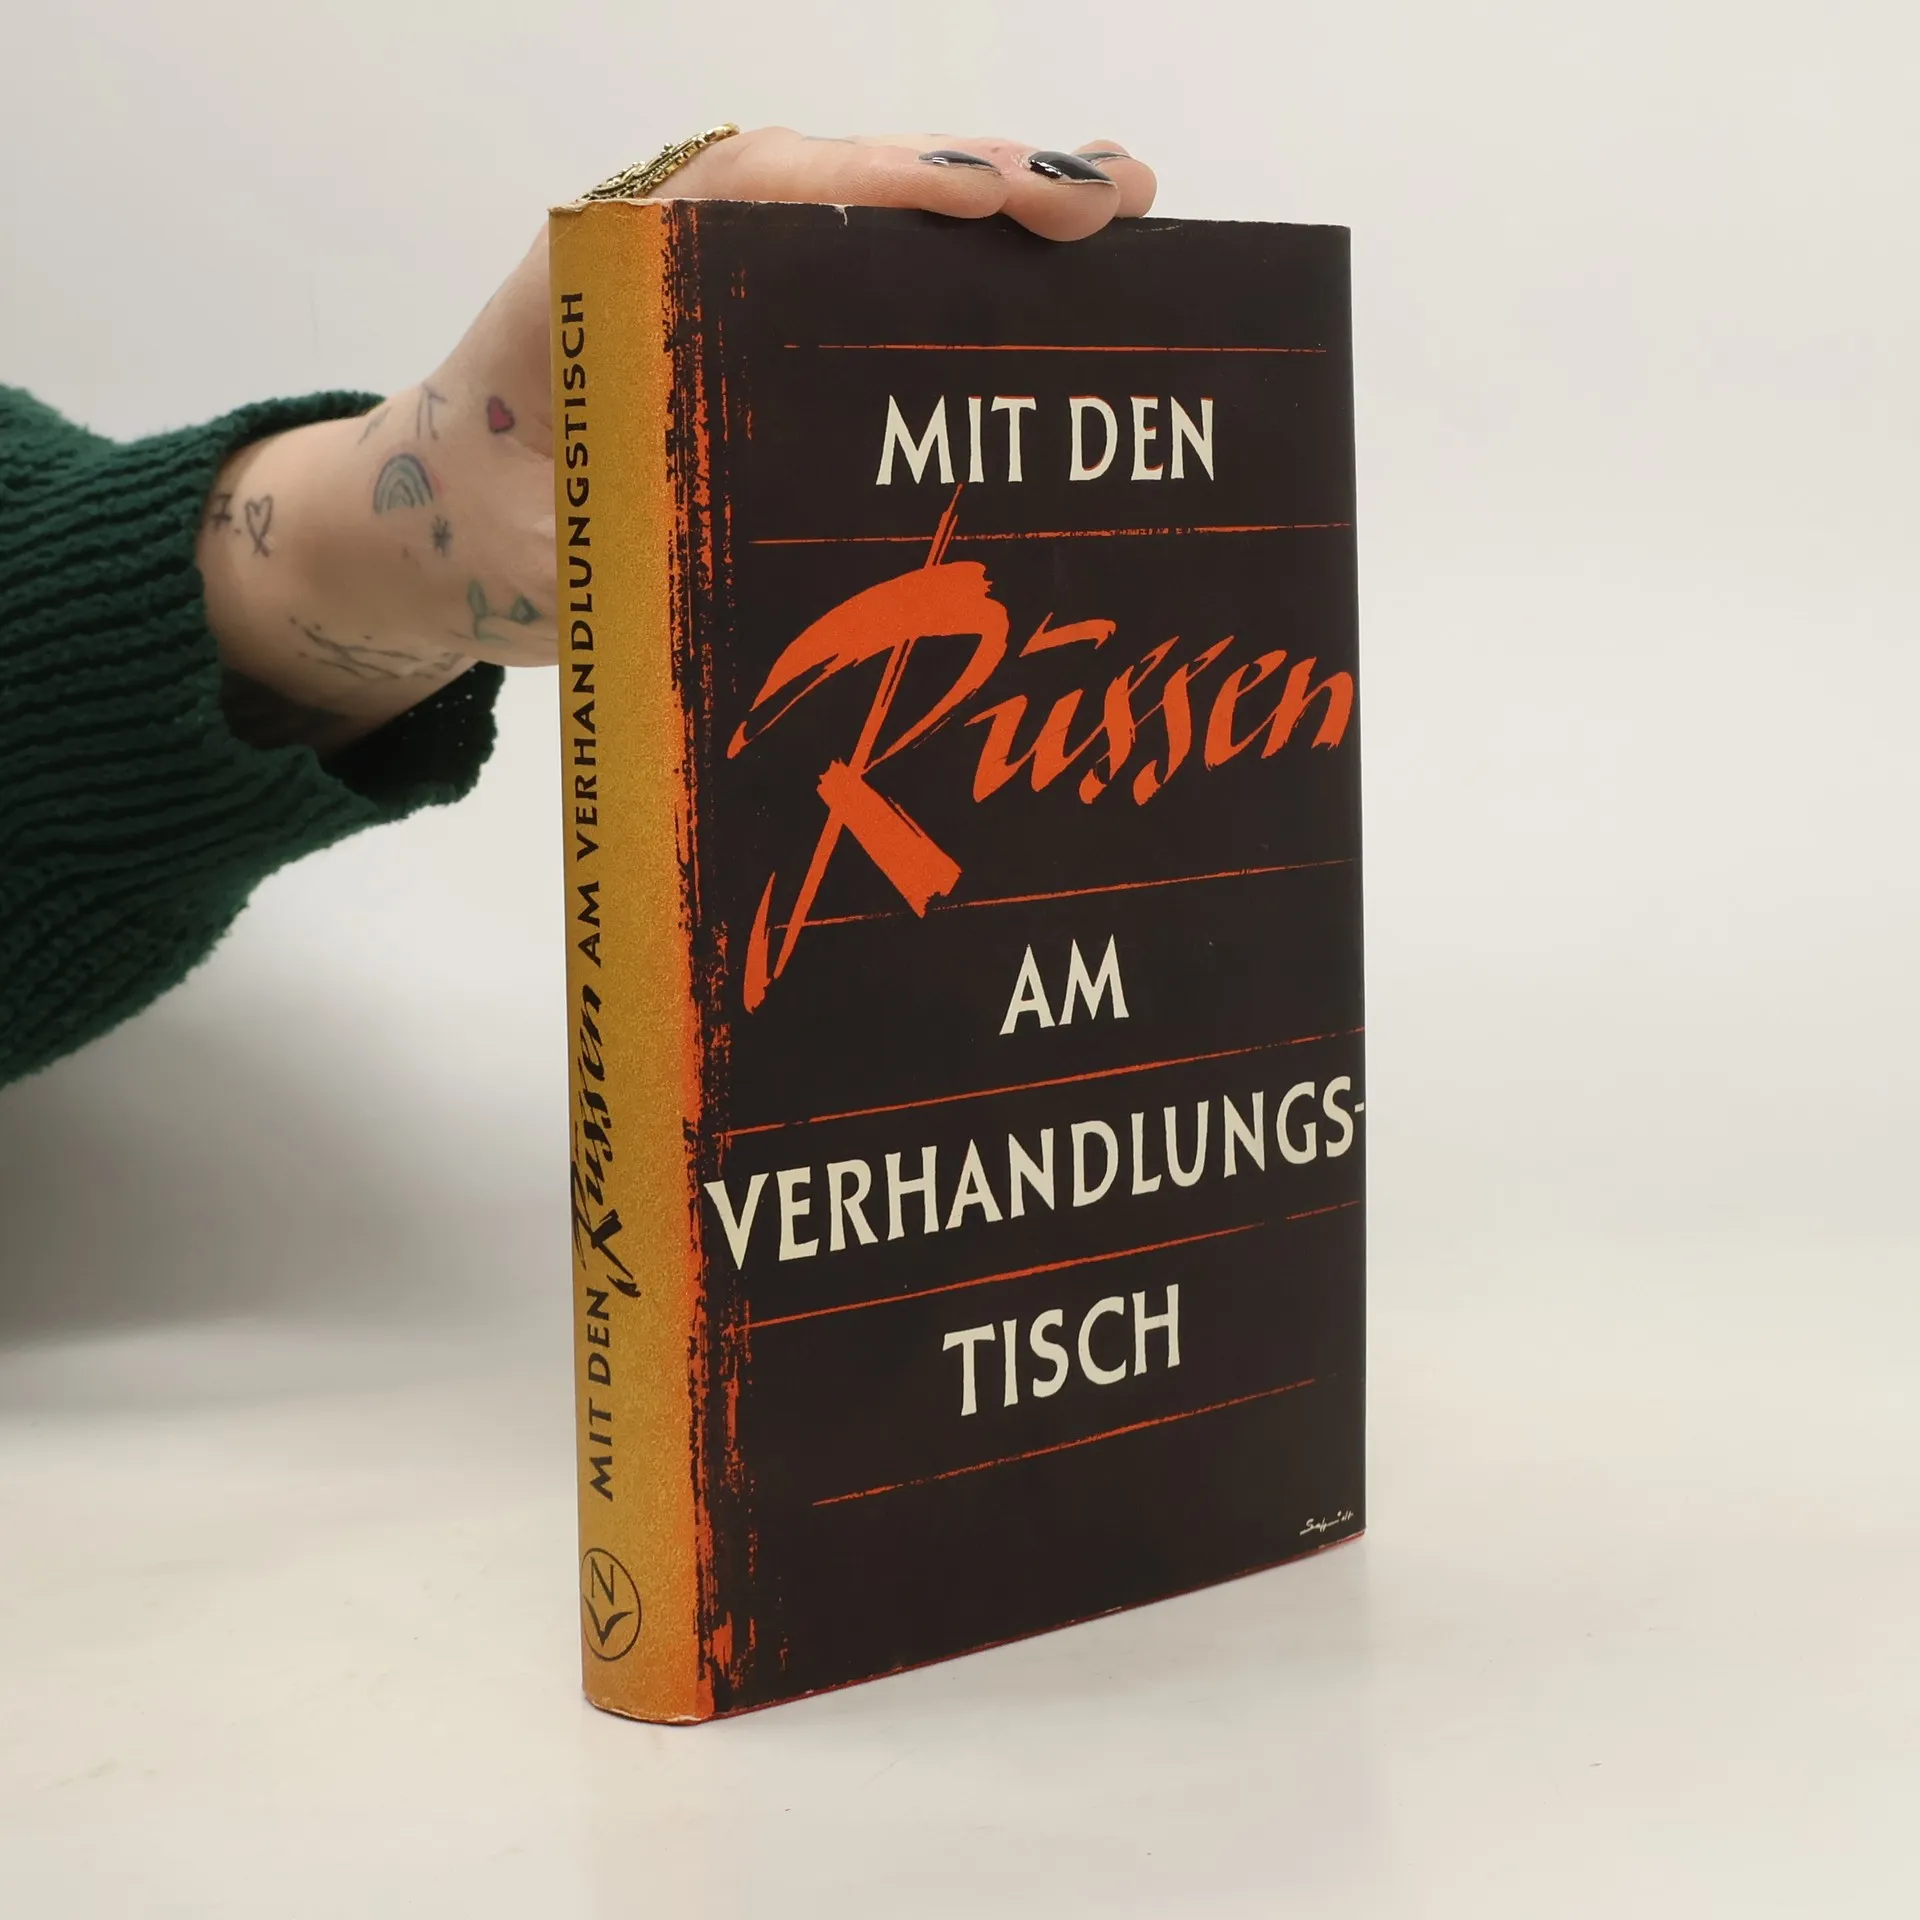 MIT DEN Russen AM VERHANDLUNGSTISCH
MIT DEN
Russen
AM
VERHANDLUNGS-
TISCH